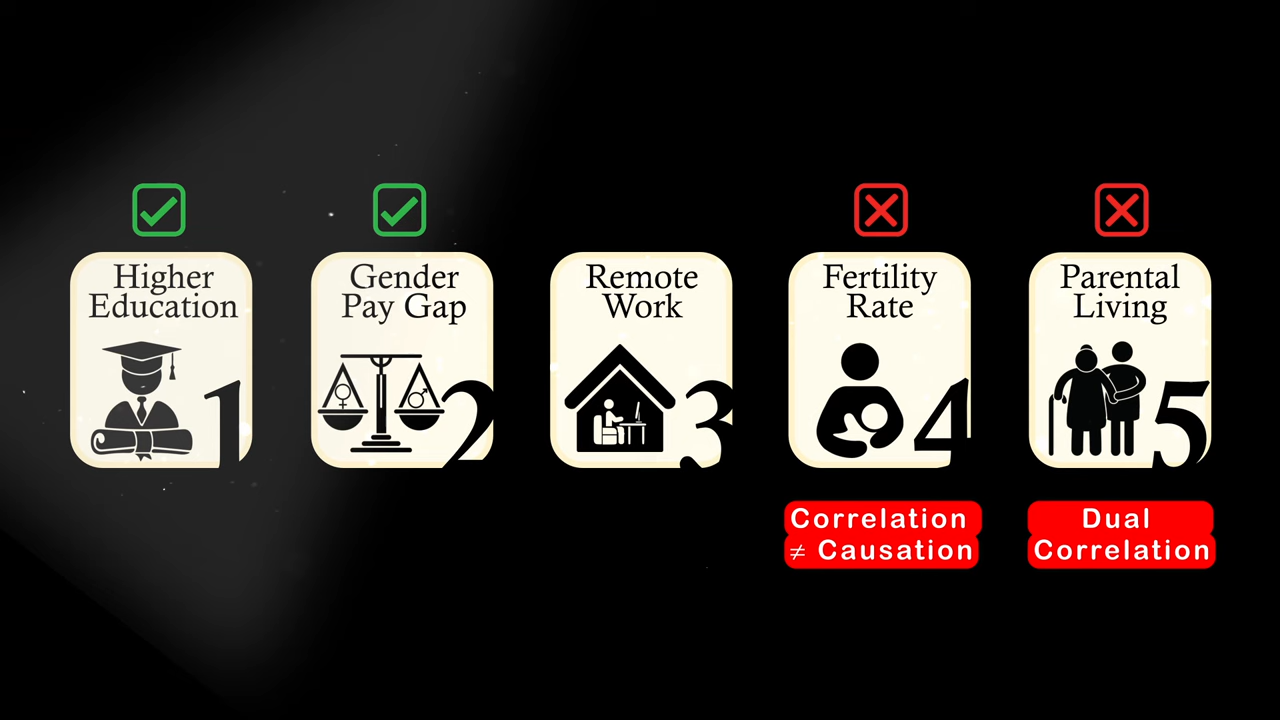 Higher
Education
1
Gender
Pay Gap
2
Remote
Work
3
Fertility
Rate
4
Correlation
≠ Causation
Parental
Living
5
Dual
Correlation